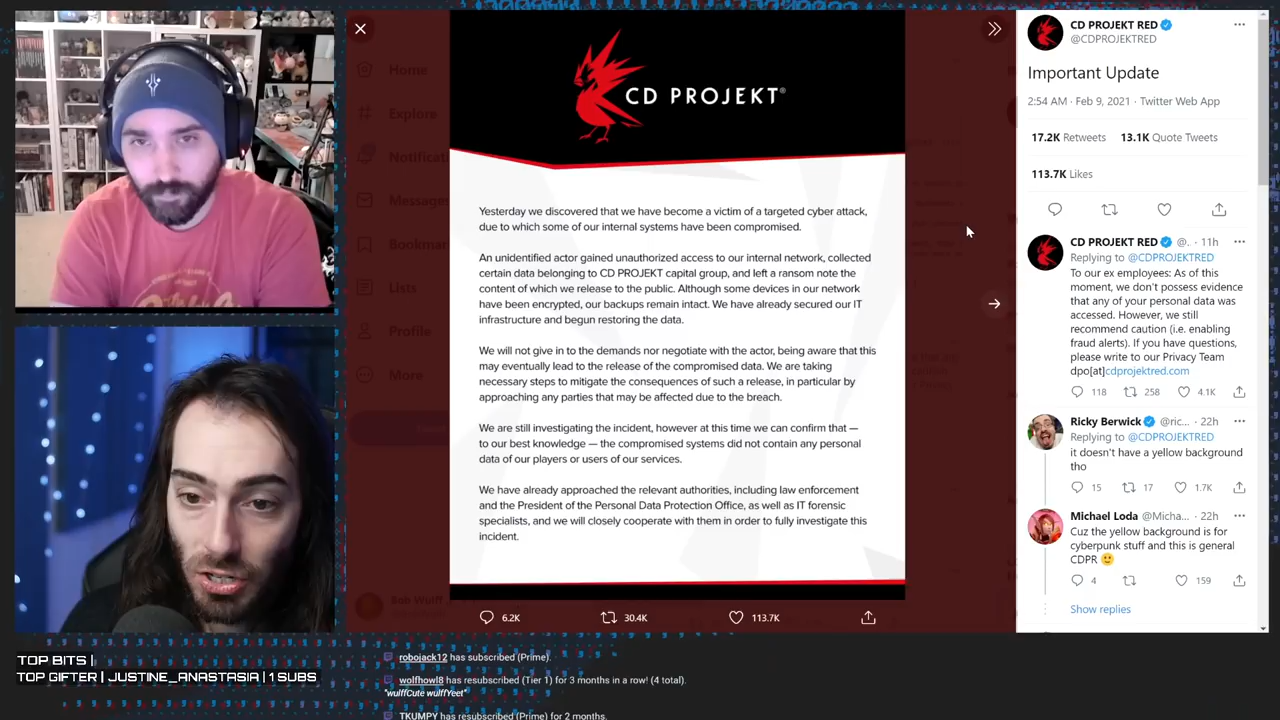 CD PROJEKT®
Yesterday we discovered that we have become a victim of a targeted cyber attack,
due to which some of our internal systems have been compromised.
An unidentified actor gained unauthorized access to our internal network, collected
certain data belonging to CD PROJEKT capital group, and left a ransom note the
content of which we release to the public. Although some devices in our network
have been encrypted, our backups remain intact. We have already secured our IT
infrastructure and begun restoring the data.
We will not give in to the demands nor negotiate with the actor, being aware that this
may eventually lead to the release of the compromised data. We are taking
necessary steps to mitigate the consequences of such a release, in particular by
approaching any parties that may be affected due to the breach.
We are still investigating the incident, however at this time we can confirm that —
to our best knowledge — the compromised systems did not contain any personal
data of our players or users of our services.
We have already approached the relevant authorities, including law enforcement
and the President of the Personal Data Protection Office, as well as IT forensic
specialists, and we will closely cooperate with them in order to fully investigate this
incident.
6.2K 30.4K 113.7K
Home
Explore
Notificat
Messages
Bookmar
Lists
Profile
More
Bob Wulff
CD PROJEKT RED
@CDPROJEKTRED
Important Update
2:54 AM · Feb 9, 2021 · Twitter Web App
17.2K Retweets 13.1K Quote Tweets
113.7K Likes
CD PROJEKT RED @. · 11h
Replying to @CDPROJEKTRED
To our ex employees: As of this
moment, we don't possess evidence
that any of your personal data was
accessed. However, we still
recommend caution (i.e. enabling
fraud alerts). If you have questions,
please write to our Privacy Team
dpo[at]cdprojektred.com
118 258 4.1K
Ricky Berwick @ric... · 22h
Replying to @CDPROJEKTRED
it doesn't have a yellow background
tho
15 17 1.7K
Michael Loda @Micha... · 22h
Cuz the yellow background is for
cyberpunk stuff and this is general
CDPR 🙂
4 159
Show replies
TOP BITS |
TOP GIFTER | JUSTINE_ANASTASIA | 1 SUBS
robojack12 has subscribed (Prime).
wolfhowl8 has resubscribed (Tier 1) for 3 months in a row! (4 total).
"wulffCute wulffYeet"
TKUMPY has resubscribed (Prime) for 2 months.